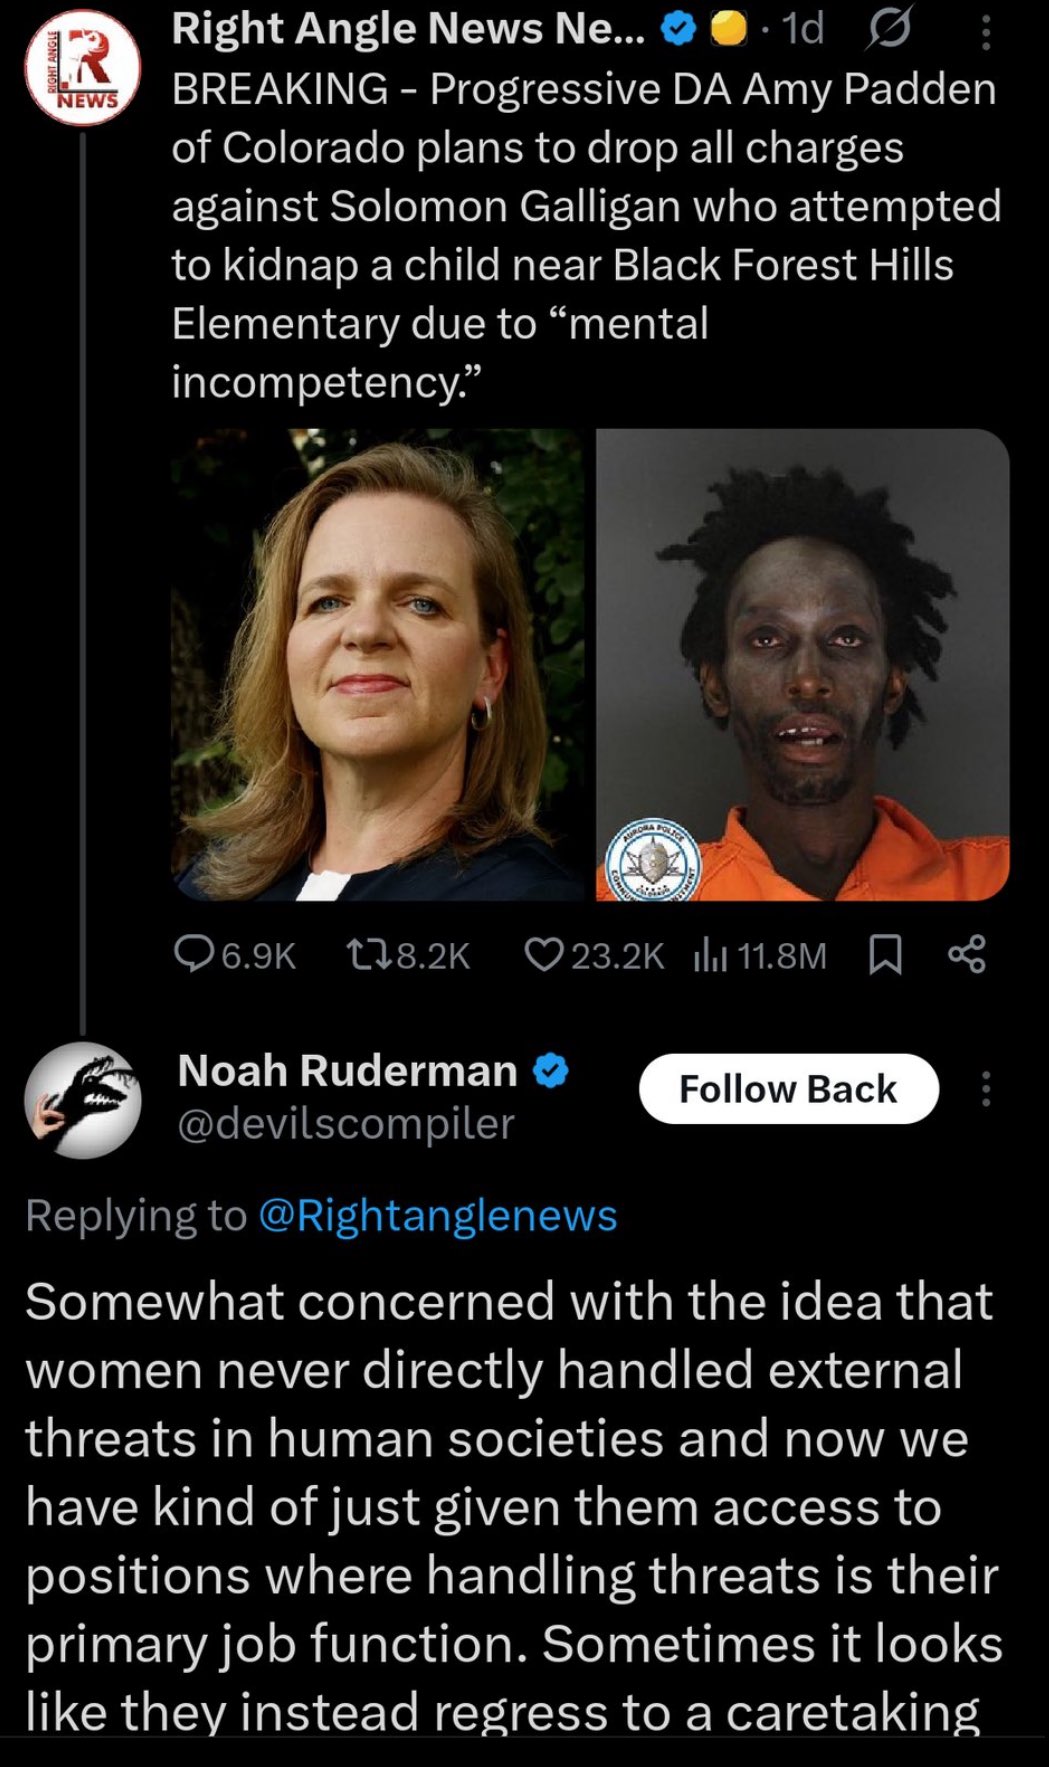 Right Angle News Ne... · 1d
RIGHT ANGLE
R
NEWS
BREAKING - Progressive DA Amy Padden
of Colorado plans to drop all charges
against Solomon Galligan who attempted
to kidnap a child near Black Forest Hills
Elementary due to “mental
incompetency.”
AURORA POLICE
COLORADO
6.9K 8.2K 23.2K 11.8M
Noah Ruderman
Follow Back
@devilscompiler
Replying to @Rightanglenews
Somewhat concerned with the idea that
women never directly handled external
threats in human societies and now we
have kind of just given them access to
positions where handling threats is their
primary job function. Sometimes it looks
like they instead regress to a caretaking